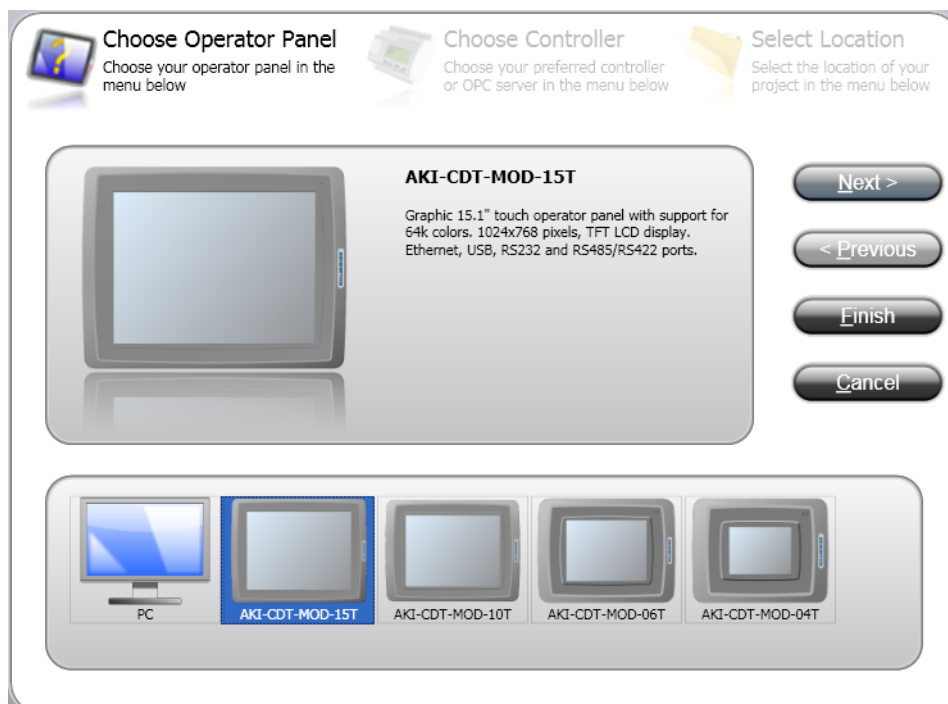 Choose Operator Panel
Choose your operator panel in the
menu below
Choose Controller
Choose your preferred controller
or OPC server in the menu below
Select Location
Select the location of your
project in the menu below
AKI-CDT-MOD-15T
Graphic 15.1" touch operator panel with support for
64k colors. 1024x768 pixels, TFT LCD display.
Ethernet, USB, RS232 and RS485/RS422 ports.
Next >
< Previous
Finish
Cancel
PC
AKI-CDT-MOD-15T
AKI-CDT-MOD-10T
AKI-CDT-MOD-06T
AKI-CDT-MOD-04T